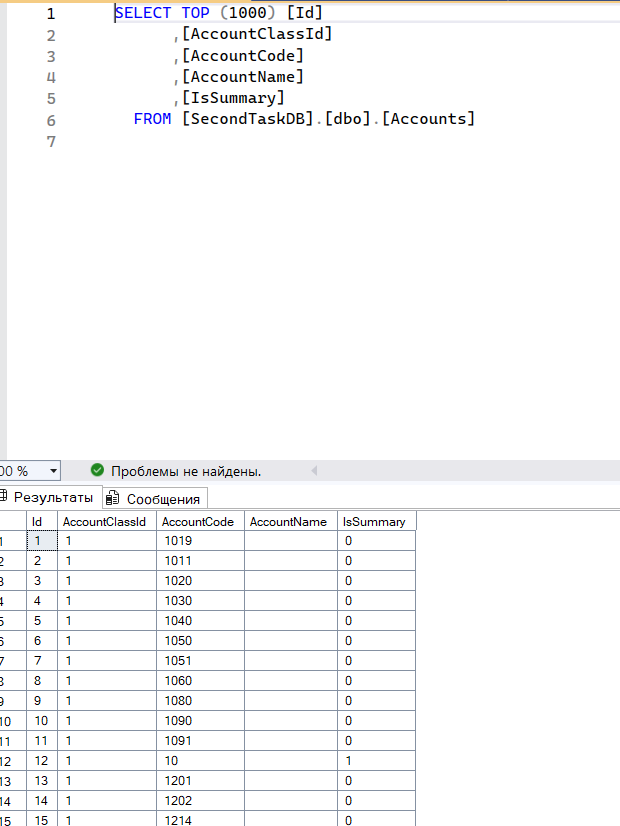 1 SELECT TOP (1000) [Id]
2 ,[AccountClassId]
3 ,[AccountCode]
4 ,[AccountName]
5 ,[IsSummary]
6 FROM [SecondTaskDB].[dbo].[Accounts]
7
00 % Проблемы не найдены.
Результаты Сообщения
Id AccountClassId AccountCode AccountName IsSummary
1 1 1 1019 0
2 2 1 1011 0
3 3 1 1020 0
4 4 1 1030 0
5 5 1 1040 0
6 6 1 1050 0
7 7 1 1051 0
8 8 1 1060 0
9 9 1 1080 0
10 10 1 1090 0
11 11 1 1091 0
12 12 1 10 1
13 13 1 1201 0
14 14 1 1202 0
15 15 1 1214 0